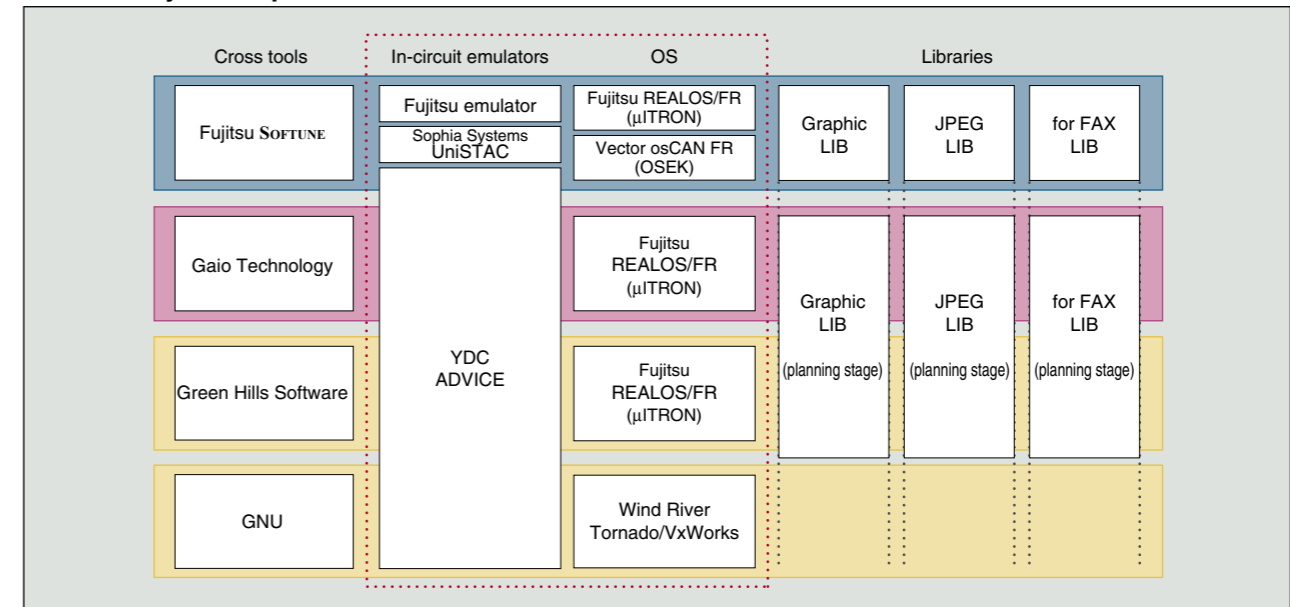 Cross tools
In-circuit emulators
OS
Libraries
Fujitsu SOFTUNE
Fujitsu emulator
Sophia Systems
UniSTAC
Fujitsu REALOS/FR
(μITRON)
Vector osCAN FR
(OSEK)
Graphic
LIB
JPEG
LIB
for FAX
LIB
Gaio Technology
YDC
ADVICE
Fujitsu
REALOS/FR
(μITRON)
Graphic
LIB
(planning stage)
JPEG
LIB
(planning stage)
for FAX
LIB
(planning stage)
Green Hills Software
Fujitsu
REALOS/FR
(μITRON)
GNU
Wind River
Tornado/VxWorks